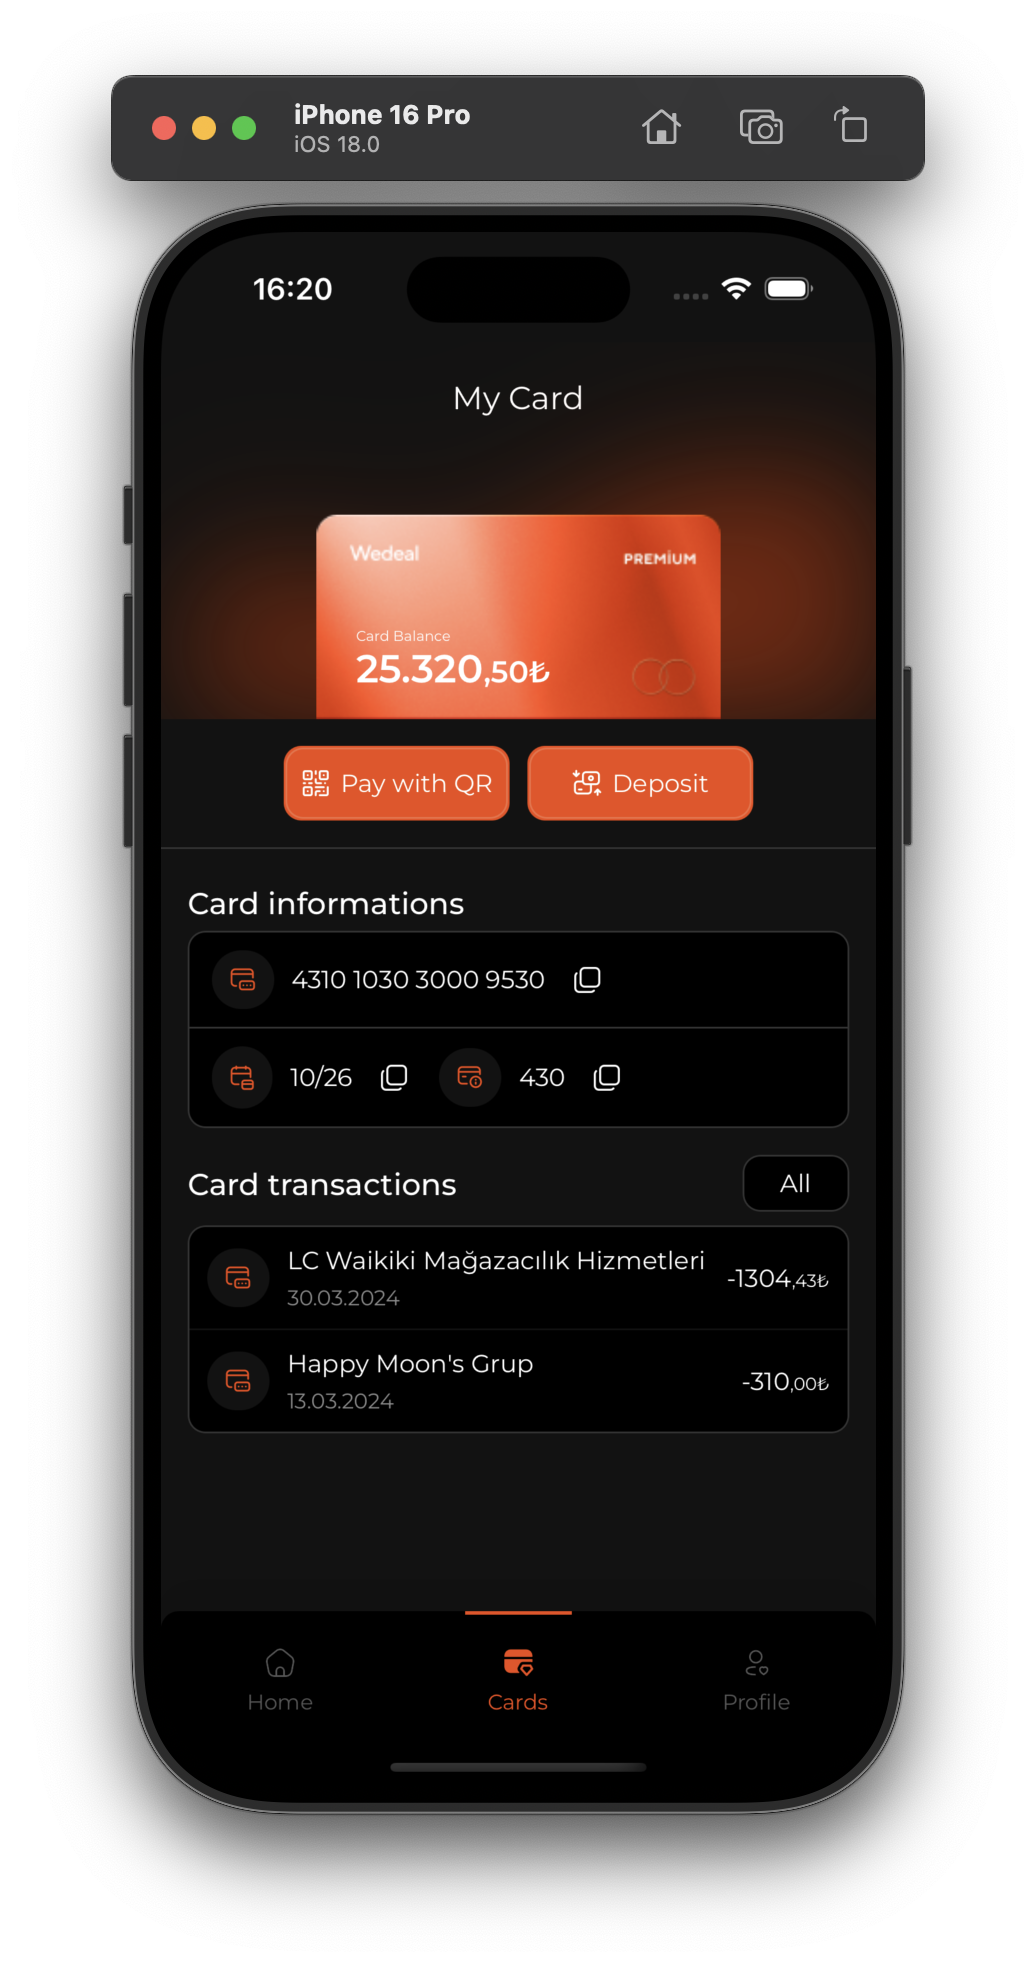 iPhone 16 Pro
iOS 18.0
16:20
My Card
Wedeal
PREMİUM
Card Balance
25.320,50₺
Pay with QR
Deposit
Card informations
4310 1030 3000 9530
10/26
430
Card transactions
All
LC Waikiki Mağazacılık Hizmetleri
-1304,43₺
30.03.2024
Happy Moon's Grup
-310,00₺
13.03.2024
Home
Cards
Profile